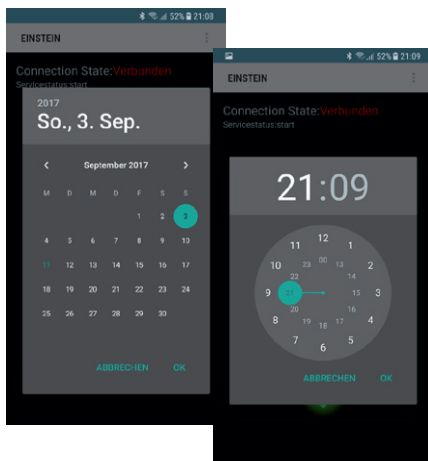 52% 21:08
EINSTEIN
Connection State:Verbunden
Servicestatus:start
2017
So., 3. Sep.
September 2017
M D M D F S S
1 2 3
4 5 6 7 8 9 10
11 12 13 14 15 16 17
18 19 20 21 22 23 24
25 26 27 28 29 30
ABBRECHEN OK
52% 21:09
EINSTEIN
Connection State:Verbunden
Servicestatus:start
21:09
12
11 1
00
23 13
10 2
22 14
9 21 15 3
20 16
8 4
19 17
18
7 5
6
ABBRECHEN OK